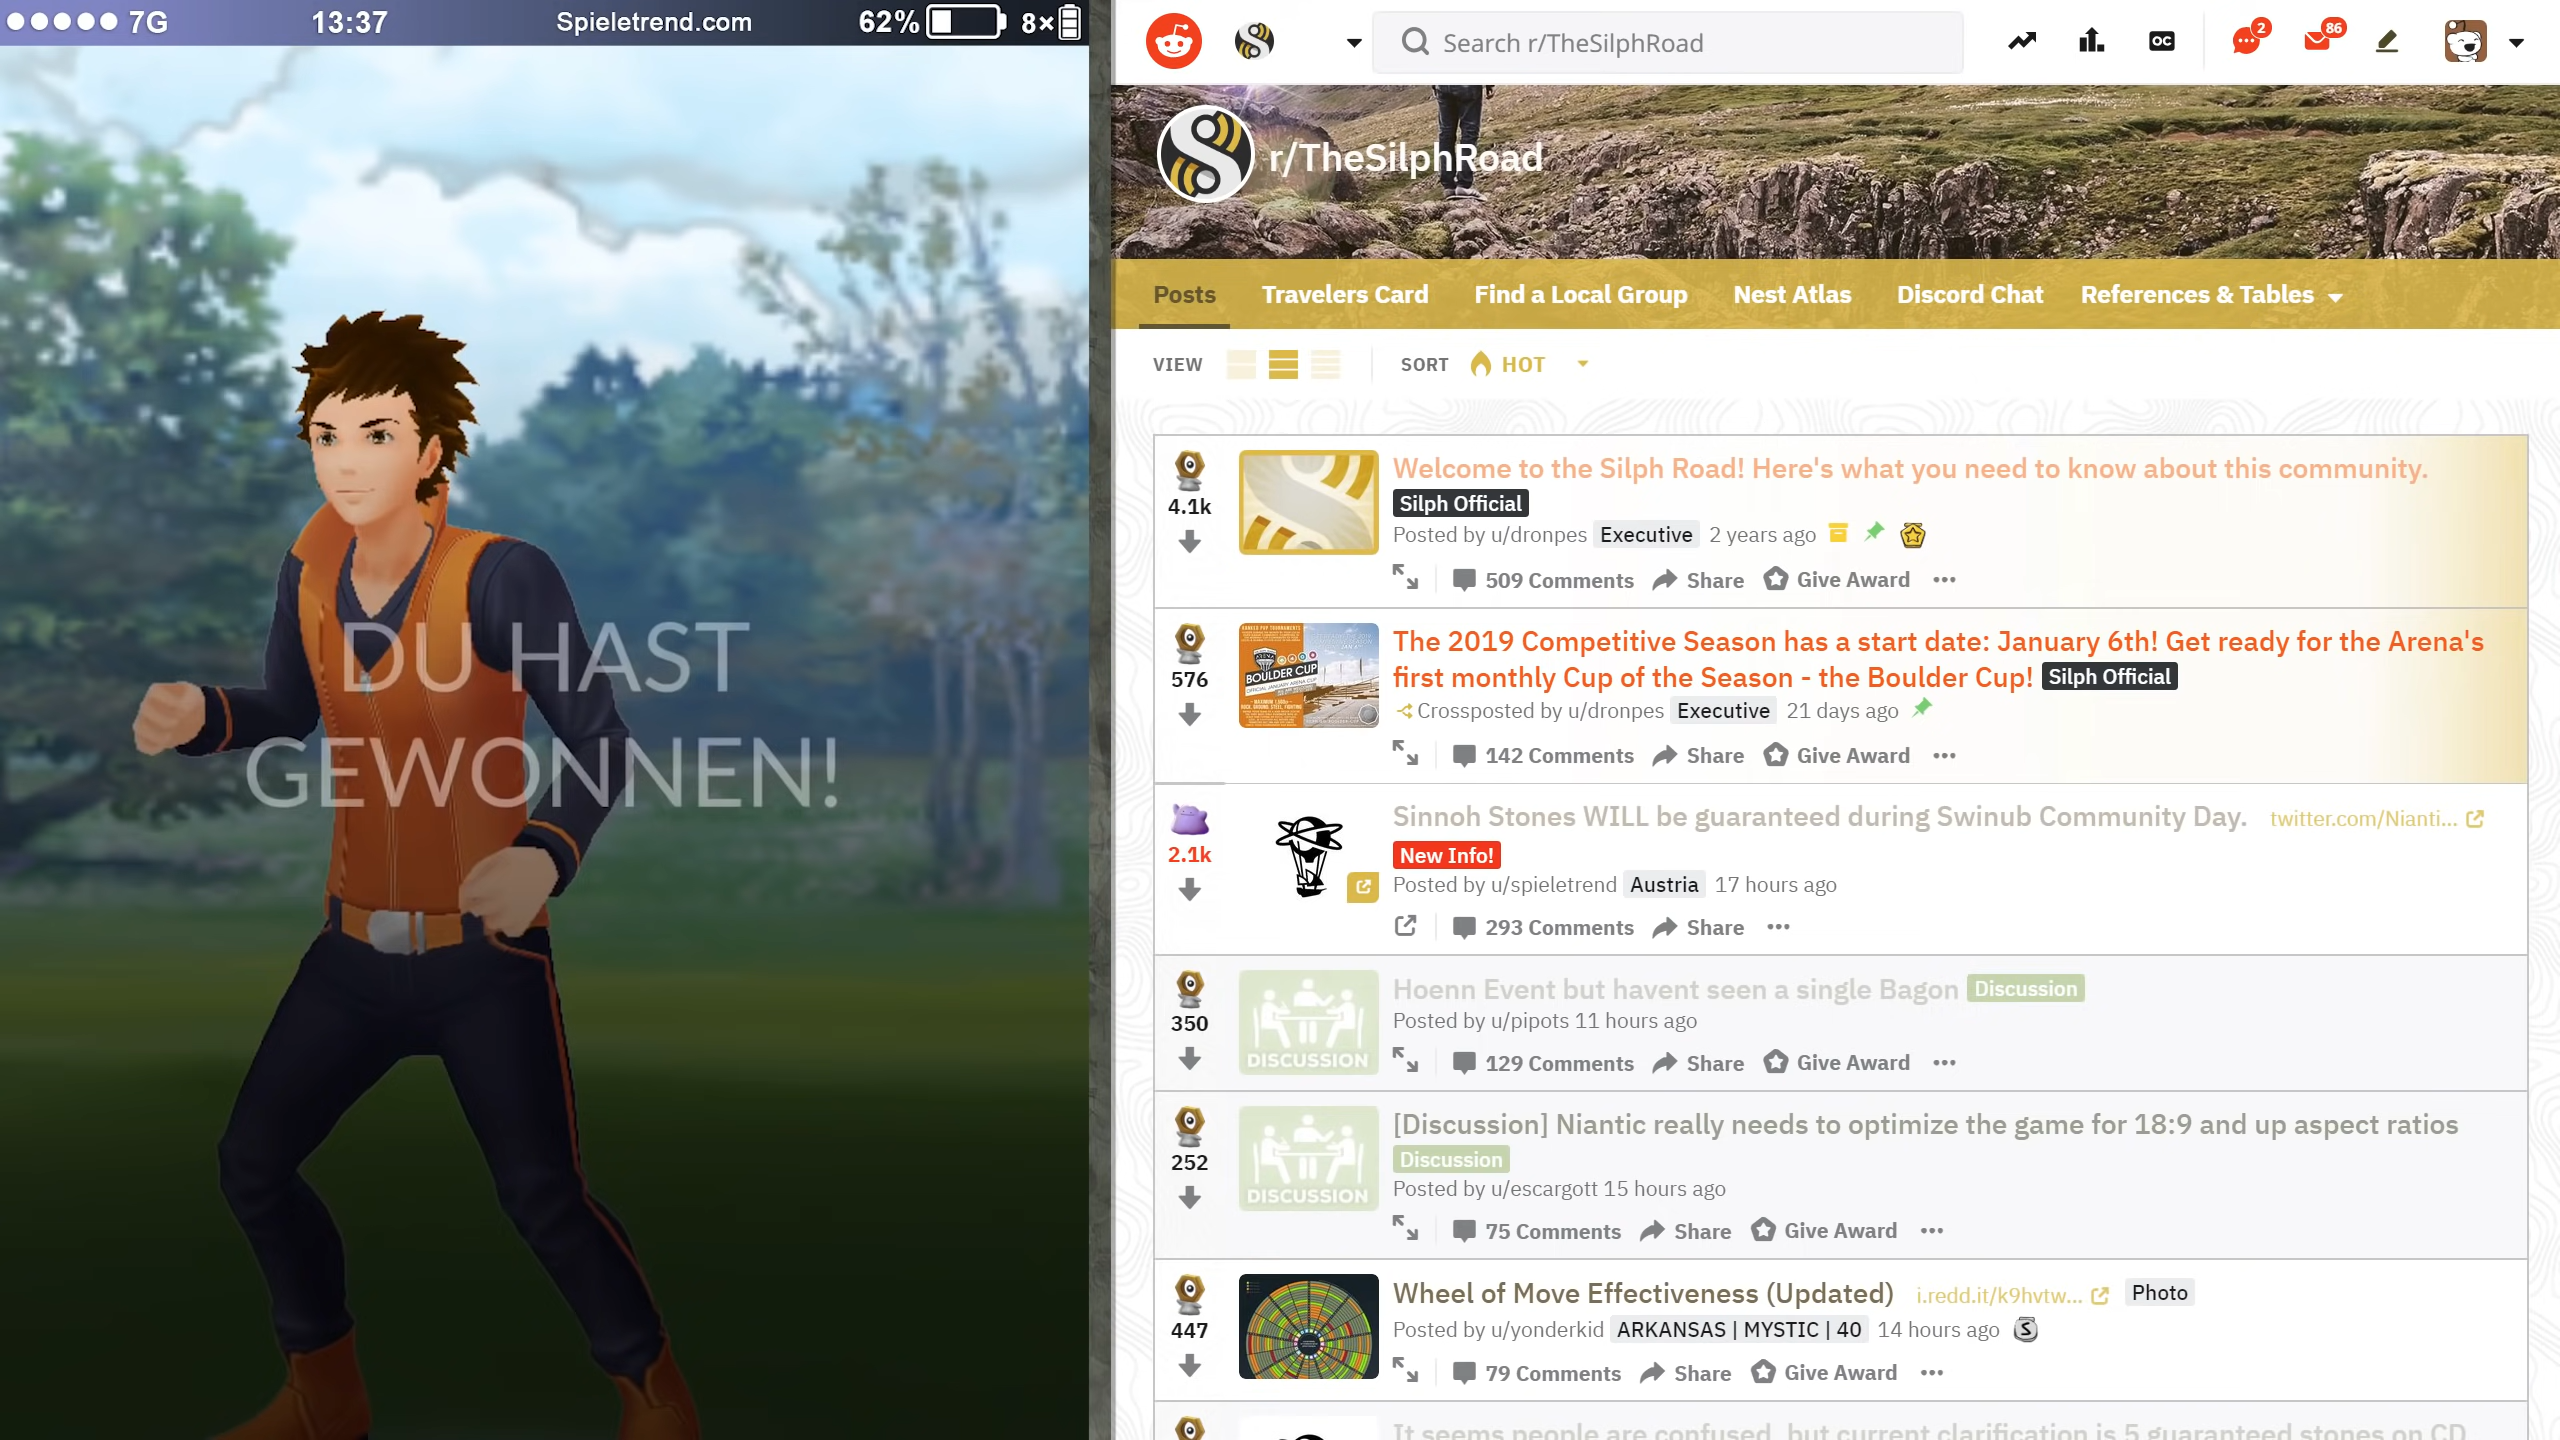 7G 13:37 Spieletrend.com 62% 8×
DU HAST
GEWONNEN!
Search r/TheSilphRoad
OC
2
86
r/TheSilphRoad
Posts Travelers Card Find a Local Group Nest Atlas Discord Chat References & Tables
VIEW SORT HOT
4.1k
Welcome to the Silph Road! Here's what you need to know about this community.
Silph Official
Posted by u/dronpes Executive 2 years ago
509 Comments Share Give Award
576
BOULDER CUP
The 2019 Competitive Season has a start date: January 6th! Get ready for the Arena's
first monthly Cup of the Season - the Boulder Cup! Silph Official
Crossposted by u/dronpes Executive 21 days ago
142 Comments Share Give Award
2.1k
Sinnoh Stones WILL be guaranteed during Swinub Community Day. twitter.com/Nianti...
New Info!
Posted by u/spieletrend Austria 17 hours ago
293 Comments Share
350
DISCUSSION
Hoenn Event but havent seen a single Bagon Discussion
Posted by u/pipots 11 hours ago
129 Comments Share Give Award
252
DISCUSSION
[Discussion] Niantic really needs to optimize the game for 18:9 and up aspect ratios
Discussion
Posted by u/escargott 15 hours ago
75 Comments Share Give Award
447
Wheel of Move Effectiveness (Updated) i.redd.it/k9hvtw... Photo
Posted by u/yonderkid ARKANSAS | MYSTIC | 40 14 hours ago
79 Comments Share Give Award
It seems people are confused, but current clarification is 5 guaranteed stones on CD